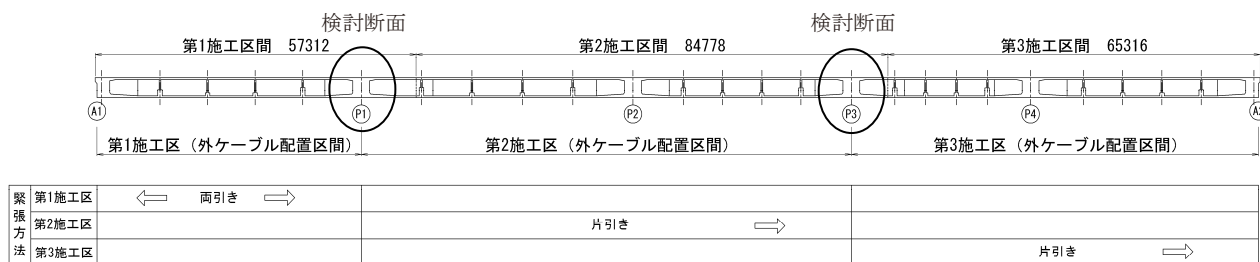 検討断面 検討断面
第1施工区間 57312 第2施工区間 84778 第3施工区間 65316
A1 P1 P2 P3 P4
第1施工区（外ケーブル配置区間） 第2施工区（外ケーブル配置区間） 第3施工区（外ケーブル配置区間）
緊張方法
第1施工区 両引き
第2施工区 片引き
第3施工区 片引き